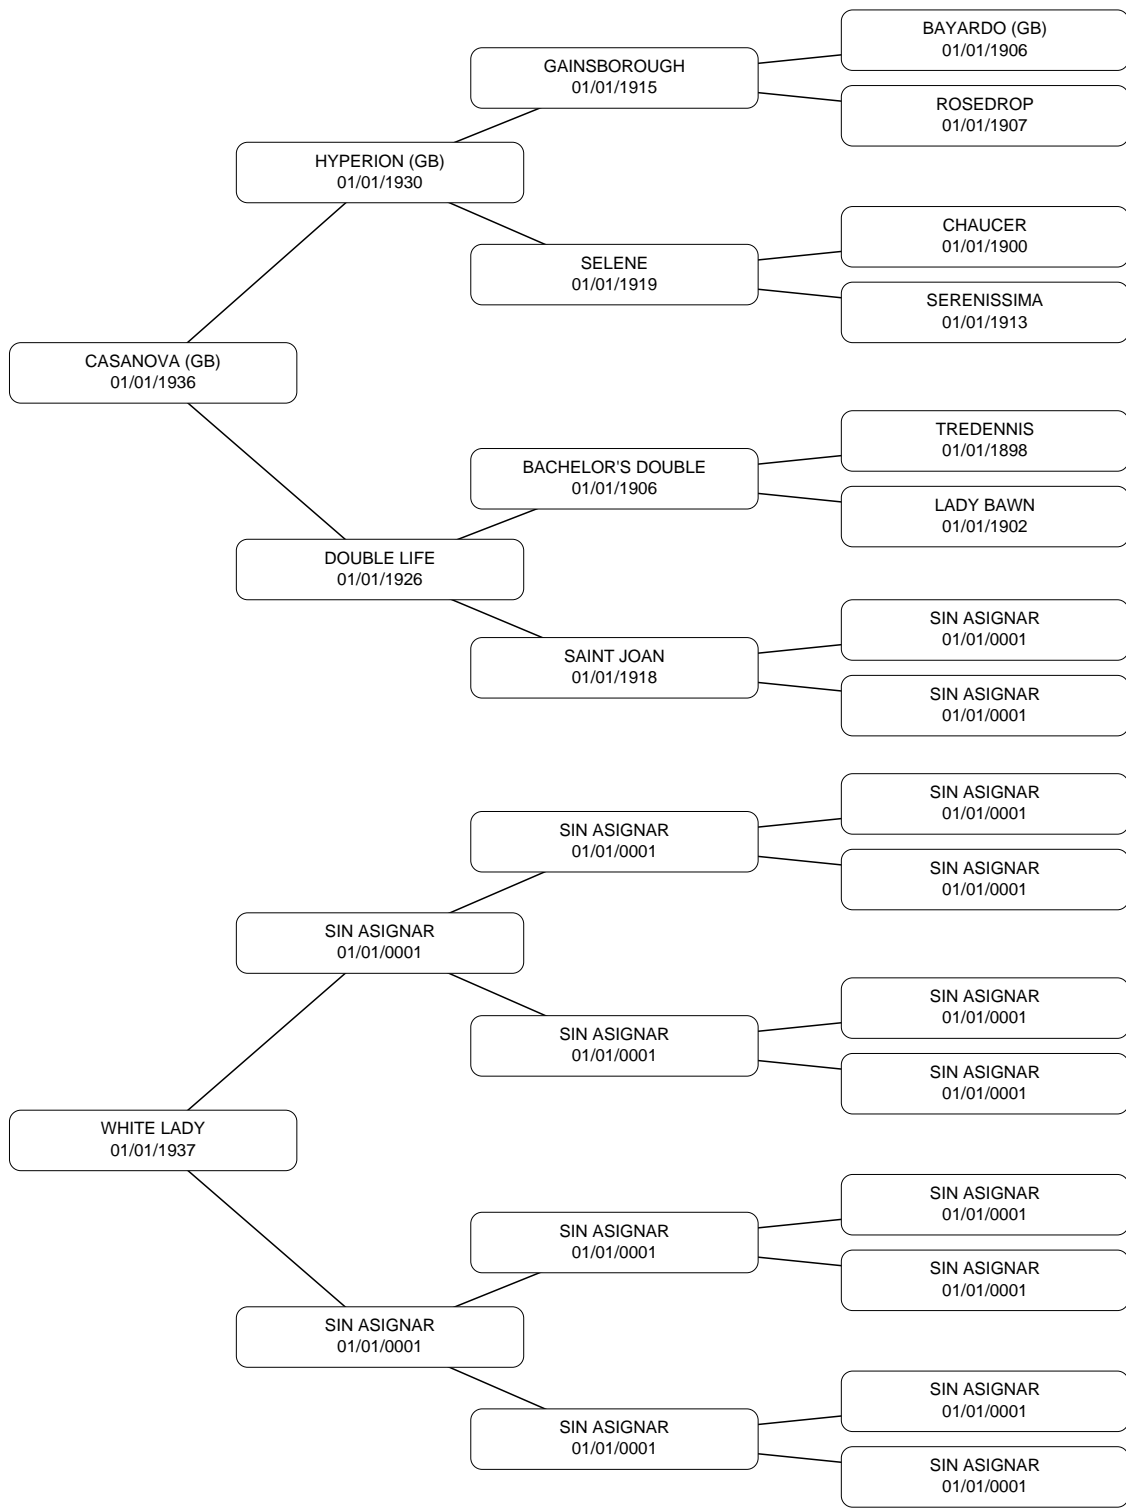 BAYARDO (GB)
01/01/1906
GAINSBOROUGH
01/01/1915
ROSEDROP
01/01/1907
HYPERION (GB)
01/01/1930
CHAUCER
01/01/1900
SELENE
01/01/1919
SERENISSIMA
01/01/1913
CASANOVA (GB)
01/01/1936
TREDENNIS
01/01/1898
BACHELOR'S DOUBLE
01/01/1906
LADY BAWN
01/01/1902
DOUBLE LIFE
01/01/1926
SIN ASIGNAR
01/01/0001
SAINT JOAN
01/01/1918
SIN ASIGNAR
01/01/0001
SIN ASIGNAR
01/01/0001
SIN ASIGNAR
01/01/0001
SIN ASIGNAR
01/01/0001
SIN ASIGNAR
01/01/0001
SIN ASIGNAR
01/01/0001
SIN ASIGNAR
01/01/0001
SIN ASIGNAR
01/01/0001
WHITE LADY
01/01/1937
SIN ASIGNAR
01/01/0001
SIN ASIGNAR
01/01/0001
SIN ASIGNAR
01/01/0001
SIN ASIGNAR
01/01/0001
SIN ASIGNAR
01/01/0001
SIN ASIGNAR
01/01/0001
SIN ASIGNAR
01/01/0001